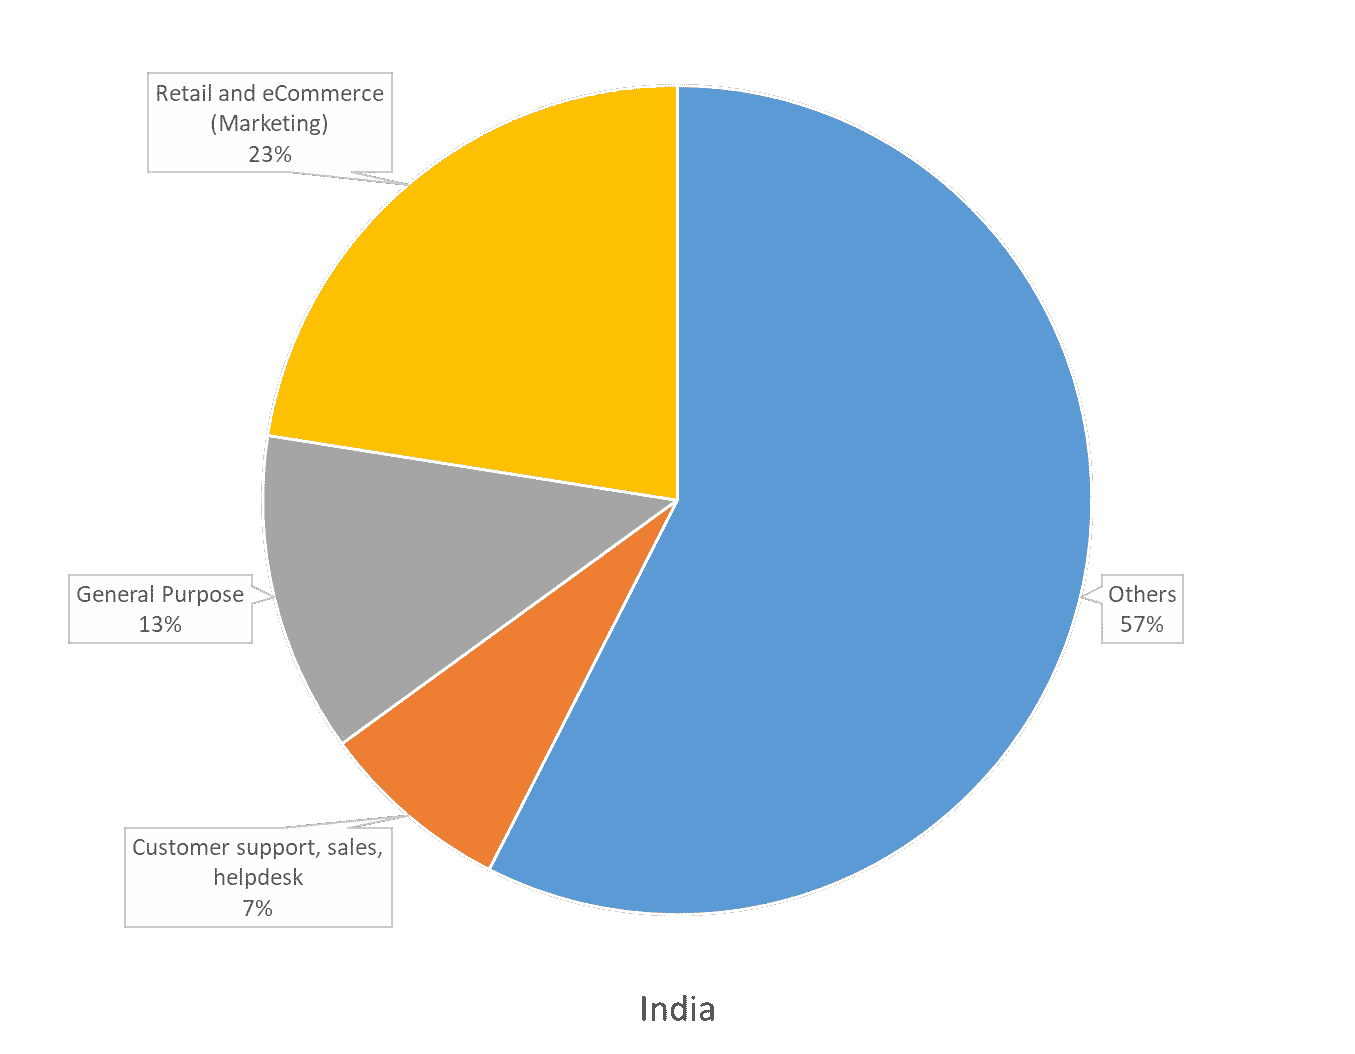 Retail and eCommerce
(Marketing)
23%
General Purpose
13%
Others
57%
Customer support, sales,
helpdesk
7%
India